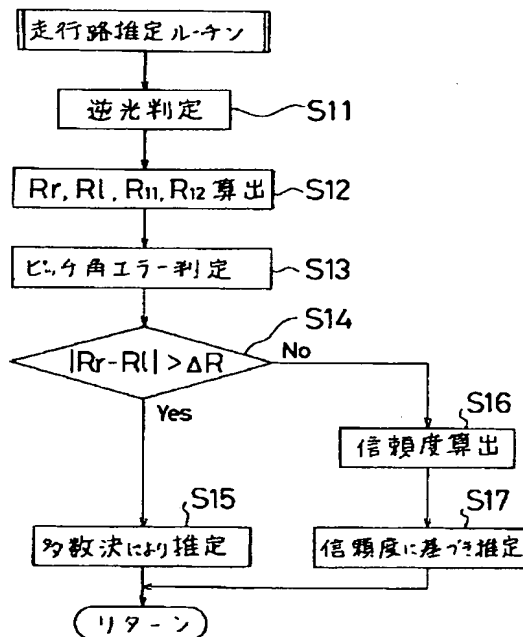 走行路推定ルーチン
逆光判定
S11
Rr, Rl, R11, R12 算出
S12
ピッチ角エラー判定
S13
S14
|Rr-Rl| > ΔR
No
Yes
S16
信頼度算出
S15
多数決により推定
S17
信頼度に基づき推定
リターン